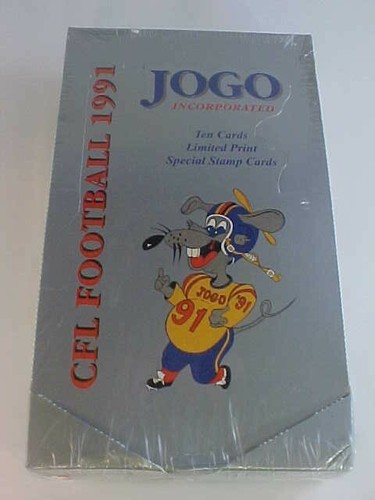 JOGO
INCORPORATED
Ten Cards
Limited Print
Special Stamp Cards
CFL FOOTBALL 1991
JOGO '91
91